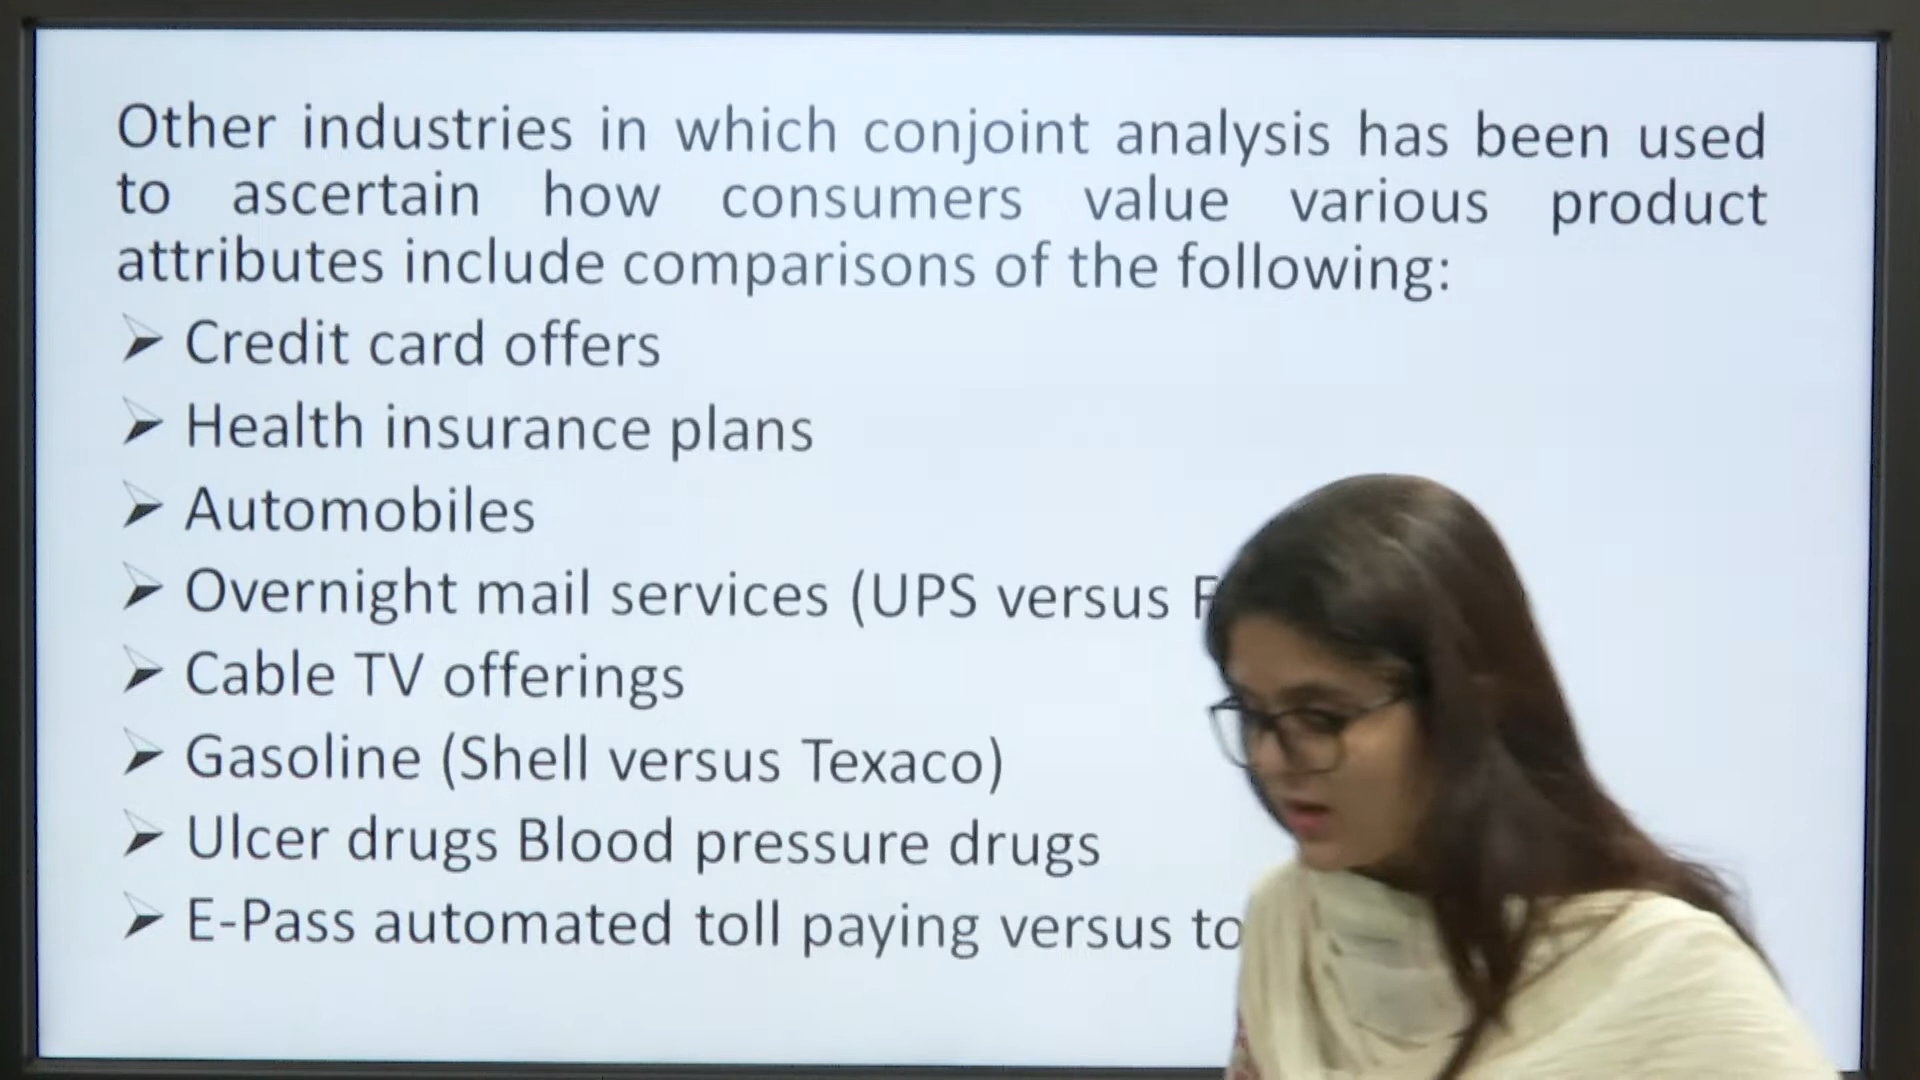 Other industries in which conjoint analysis has been used
to ascertain how consumers value various product
attributes include comparisons of the following:
➢ Credit card offers
➢ Health insurance plans
➢ Automobiles
➢ Overnight mail services (UPS versus
➢ Cable TV offerings
➢ Gasoline (Shell versus Texaco)
➢ Ulcer drugs Blood pressure drugs
➢ E-Pass automated toll paying versus